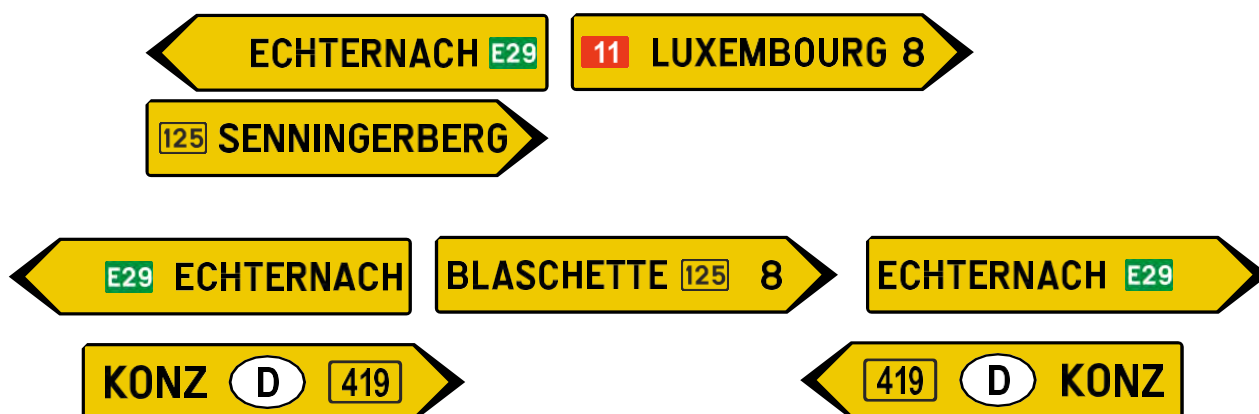 ECHTERNACH E29
11 LUXEMBOURG 8
125 SENNINGERBERG
E29 ECHTERNACH
BLASCHETTE 125 8
ECHTERNACH E29
KONZ D 419
419 D KONZ